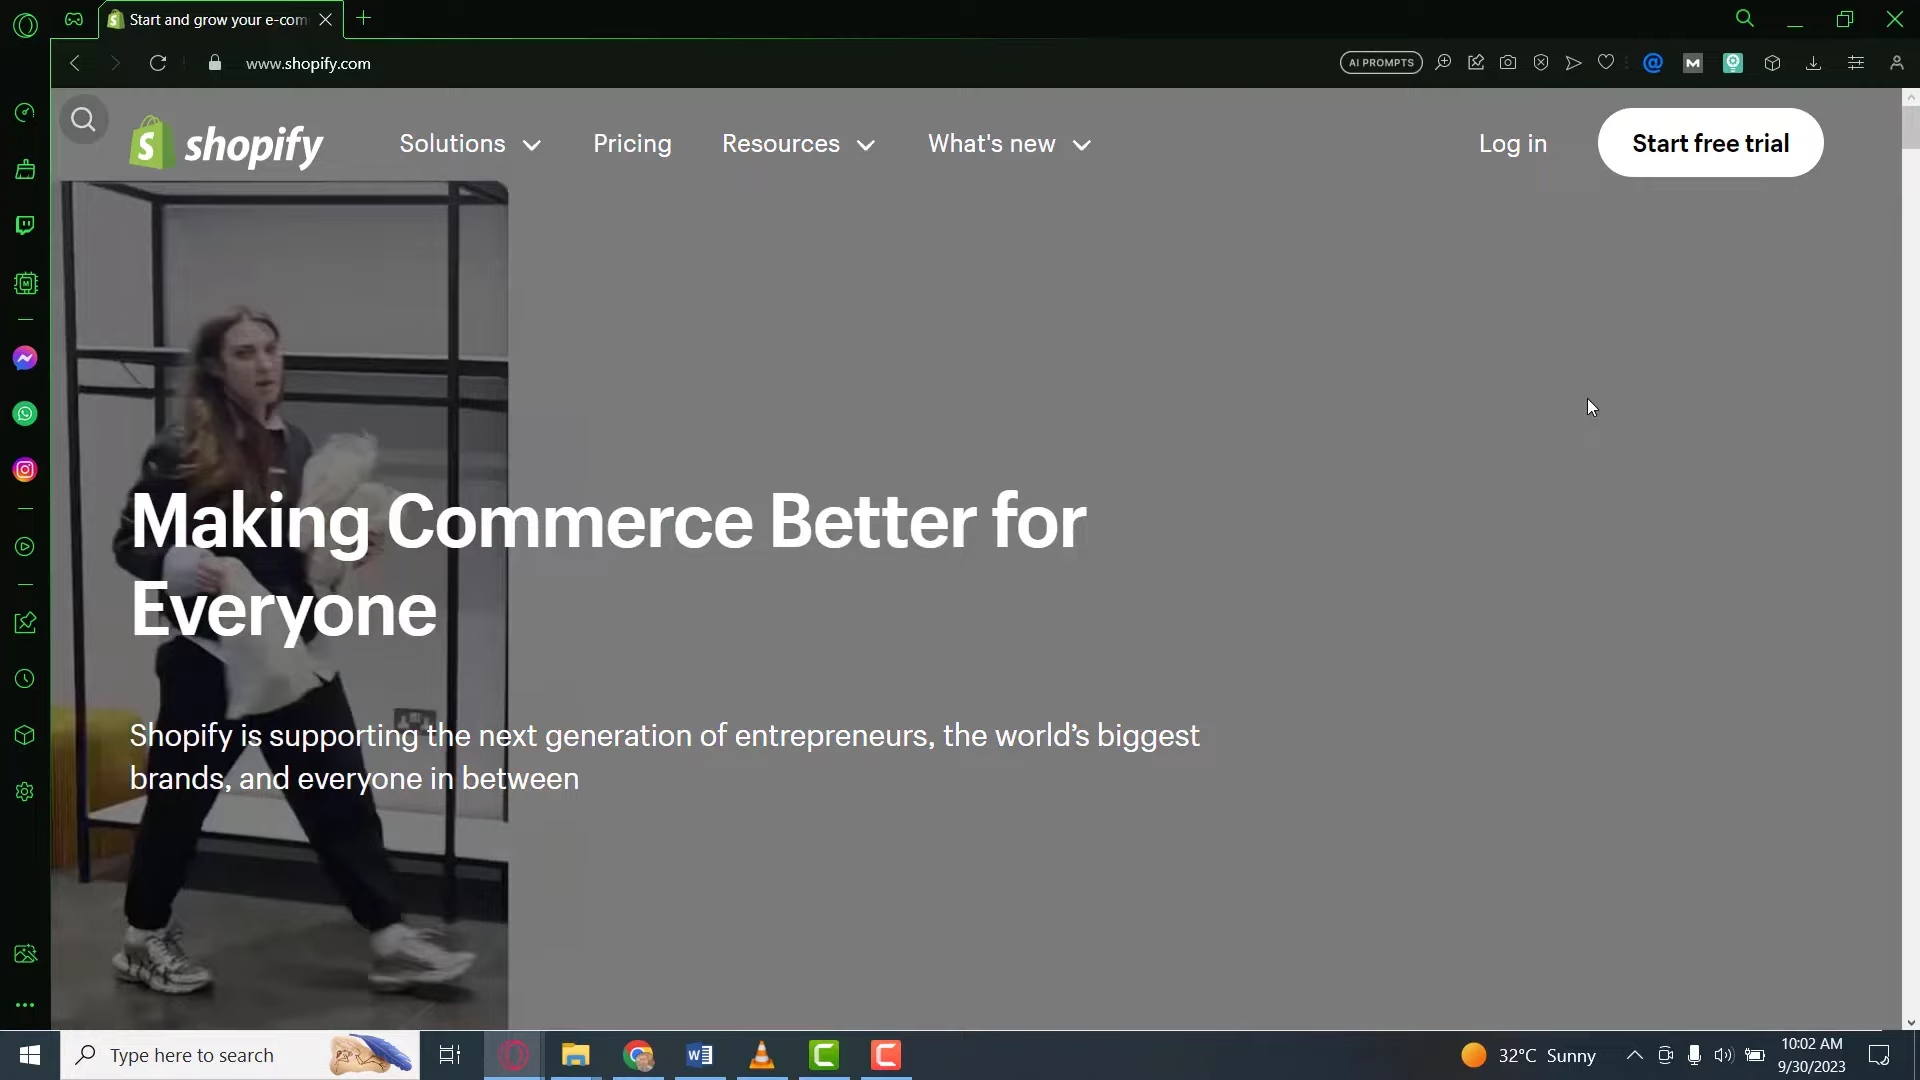 Start and grow your e-com
www.shopify.com
AI PROMPTS
shopify
Solutions
Pricing
Resources
What's new
Log in
Start free trial
Making Commerce Better for
Everyone
Shopify is supporting the next generation of entrepreneurs, the world’s biggest
brands, and everyone in between
Type here to search
32°C Sunny
10:02 AM
9/30/2023